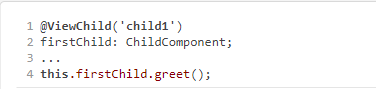 1 @ViewChild('child1')
2 firstChild: ChildComponent;
3 ...
4 this.firstChild.greet();